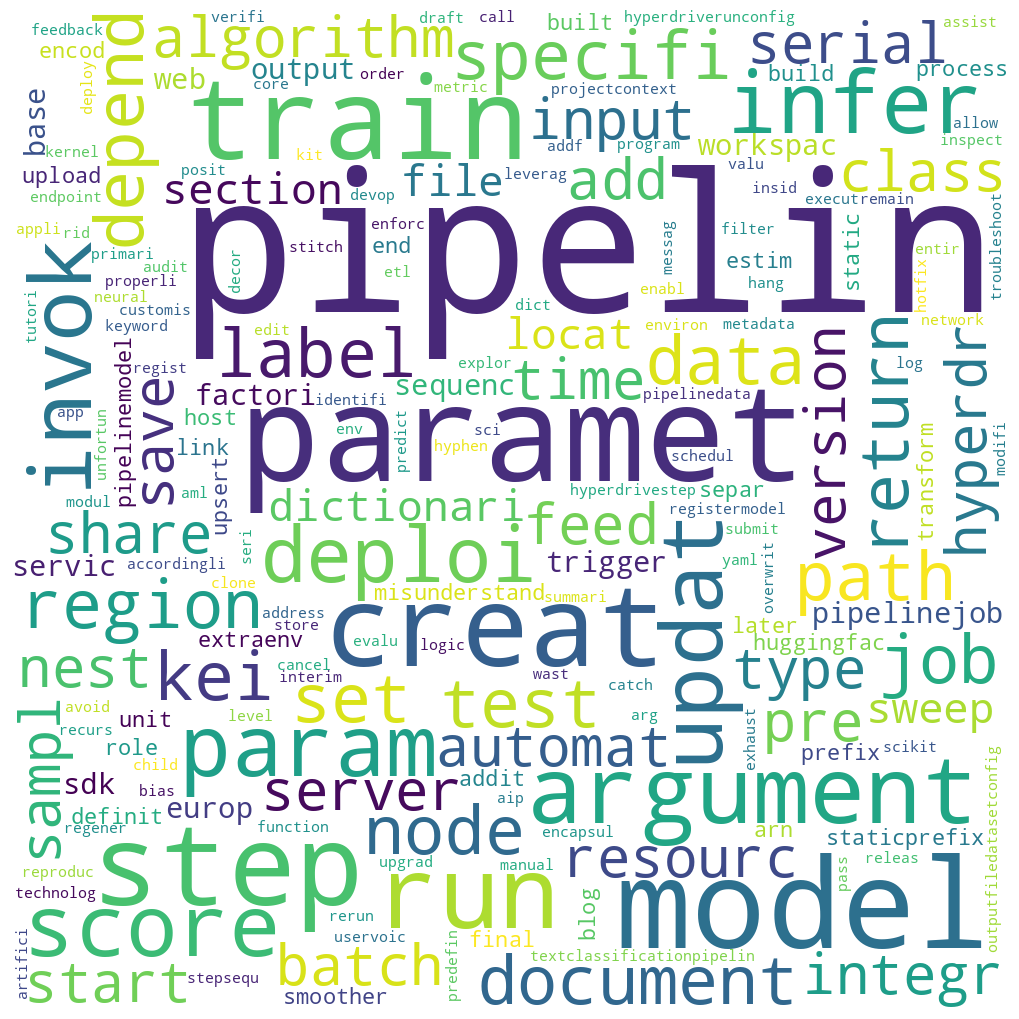 feedback
verifi
draft
call
built
hyperdriverunconfig
assist
encod
depend
algorithm
specifi
serial
web
output
order
build
process
deploy
core
metric
projectcontext
base
train
input
infer
allow
kernel
kit
addf
program
workspac
inspect
upload
posit
section
devop
file
leverag
add
valu
class
endpoint
insid
execut
remain
pipelin
appli
rid
enforc
messag
filter
static
entir
troubleshoot
invok
primari
decor
stitch
end
estim
hotfix
audit
etl
hang
properli
enabl
tutori
neural
customis
dict
keyword
edit
label
locat
environ
metadata
network
version
return
hyperdr
pipelinemodel
regist
save
explor
time
data
log
factori
identifi
sequenc
pipelinedata
app
host
env
paramet
sci
unfortun
link
predict
hyphen
schedul
modifi
transform
upsert
aml
dictionari
hyperdrivestep
separ
modul
registermodel
share
seri
deploi
feed
updat
submit
servic
accordingli
trigger
yaml
overwrit
path
region
clone
misunderstand
summari
address
creat
later
pipelinejob
store
extraenv
evalu
logic
huggingfac
nest
kei
cancel
interim
wast
catch
type
job
sampl
set
test
avoid
unit
level
arg
pre
sweep
recurs
role
param
automat
exhaust
prefix
scikit
child
sdk
bias
server
addit
argument
outputfiledatasetconfig
definit
europ
node
aip
arn
regener
function
encapsul
staticprefix
step
upgrad
manual
resourc
reproduc
run
pass
releas
technolog
model
score
rerun
blog
uservoic
final
artifici
start
stepsequ
batch
predefin
textclassificationpipelin
integr
smoother
document